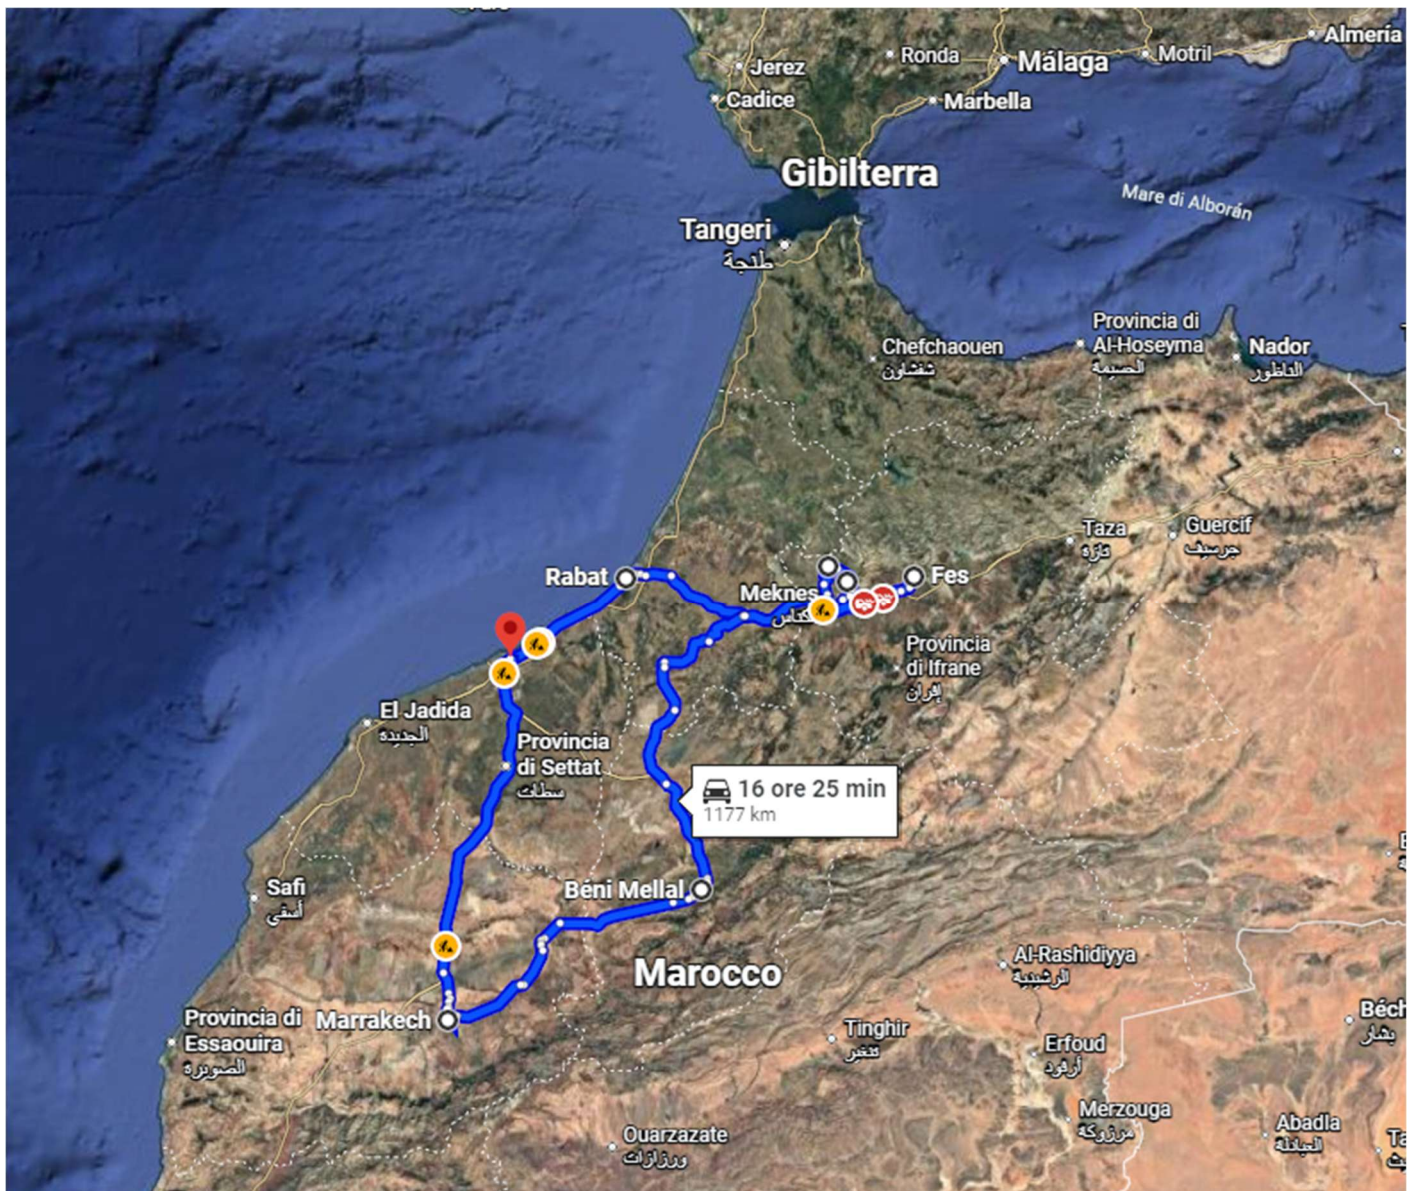 Almería
Ronda
Málaga
Motril
Jerez
Cadice
Marbella
Gibilterra
Mare di Alborán
Tangeri
طنجة
Provincia di
Al-Hoseyma
الحسيمة
Nador
الناظور
Chefchaouen
شفشاون
Taza
تازة
Guercif
جرسيف
Rabat
Meknes
Fes
Provincia
di Ifrane
إفران
El Jadida
الجديدة
Provincia
di Settat
سطات
16 ore 25 min
1177 km
Safi
أسفي
Béni Mellal
Marocco
Al-Rashidiyya
الرشيدية
Provincia di
Essaouira
الصويرة
Marrakech
Tinghir
تنغير
Erfoud
أرفود
Béch
بشار
Merzouga
مرزوكة
Abadla
العبادلة
Ouarzazate
ورزازات
Ta